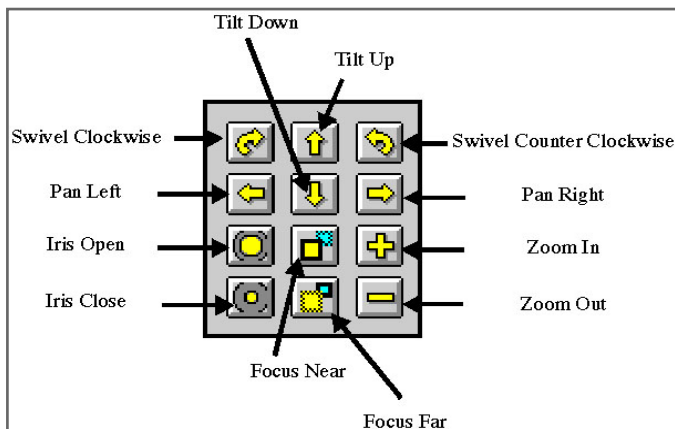 Tilt Down
Tilt Up
Swivel Clockwise
Swivel Counter Clockwise
Pan Left
Pan Right
Iris Open
Zoom In
Iris Close
Zoom Out
Focus Near
Focus Far